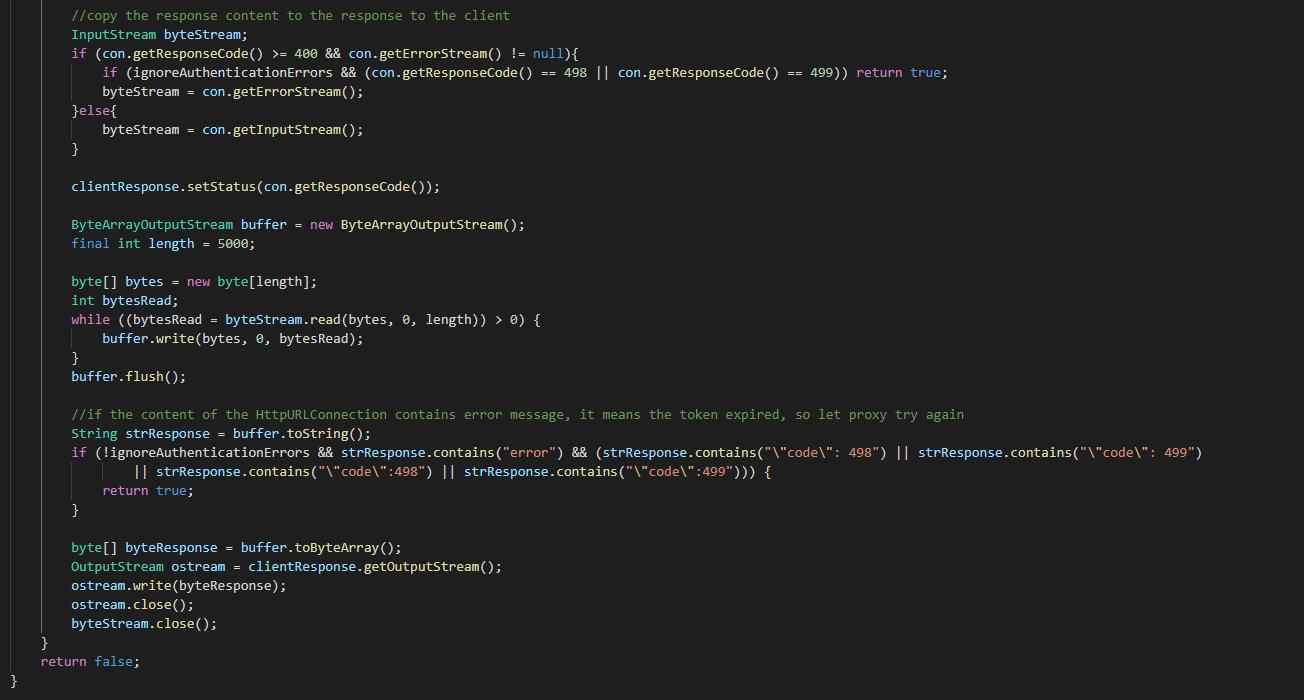 //copy the response content to the response to the client
InputStream byteStream;
if (con.getResponseCode() >= 400 && con.getErrorStream() != null){
if (ignoreAuthenticationErrors && (con.getResponseCode() == 498 || con.getResponseCode() == 499)) return true;
byteStream = con.getErrorStream();
}else{
byteStream = con.getInputStream();
}
clientResponse.setStatus(con.getResponseCode());
ByteArrayOutputStream buffer = new ByteArrayOutputStream();
final int length = 5000;
byte[] bytes = new byte[length];
int bytesRead;
while ((bytesRead = byteStream.read(bytes, 0, length)) > 0) {
buffer.write(bytes, 0, bytesRead);
}
buffer.flush();
//if the content of the HttpURLConnection contains error message, it means the token expired, so let proxy try again
String strResponse = buffer.toString();
if (!ignoreAuthenticationErrors && strResponse.contains("error") && (strResponse.contains("\"code\": 498") || strResponse.contains("\"code\": 499")
|| strResponse.contains("\"code\":498") || strResponse.contains("\"code\":499"))) {
return true;
}
byte[] byteResponse = buffer.toByteArray();
OutputStream ostream = clientResponse.getOutputStream();
ostream.write(byteResponse);
ostream.close();
byteStream.close();
}
return false;
}